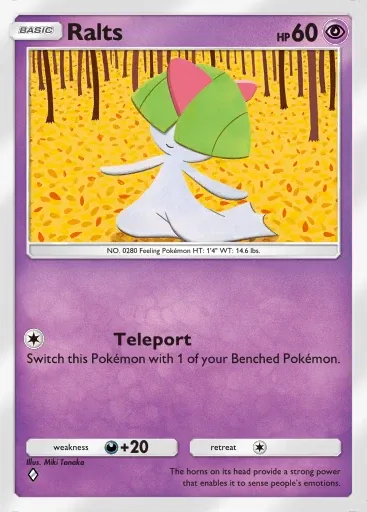 BASIC Ralts HP 60
NO. 0280 Feeling Pokémon HT: 1'4" WT: 14.6 lbs.
Teleport
Switch this Pokémon with 1 of your Benched Pokémon.
weakness +20 retreat
Illus. Miki Tanaka
The horns on its head provide a strong power
that enables it to sense people's emotions.